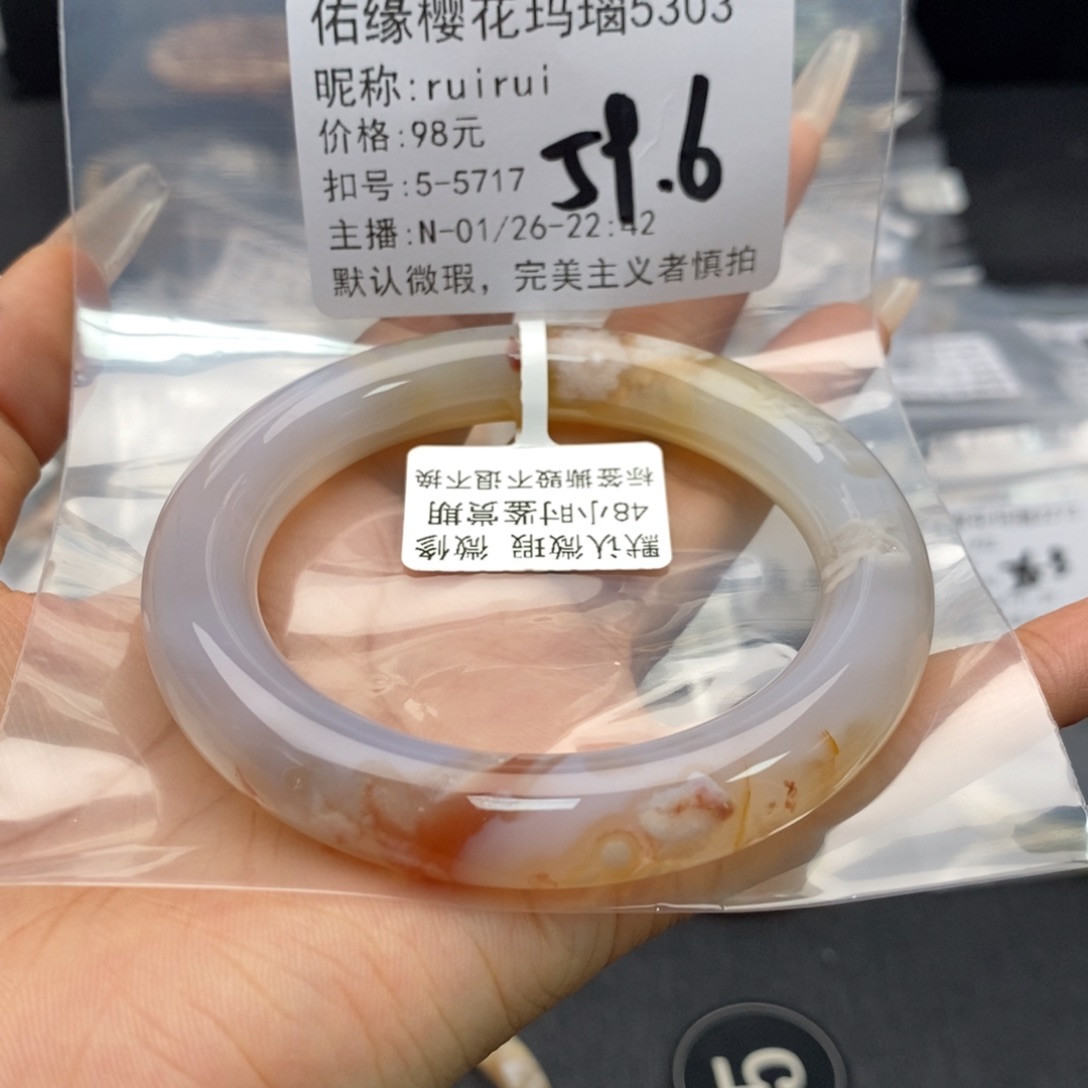 佑缘樱花玛瑙5303
昵称:ruirui
价格:98元
59.6
扣号:5-5717
主播:N-01/26-22:42
默认微瑕，完美主义者慎拍
默认微瑕 微修
48小时鉴赏期
标签撕毁不退不换